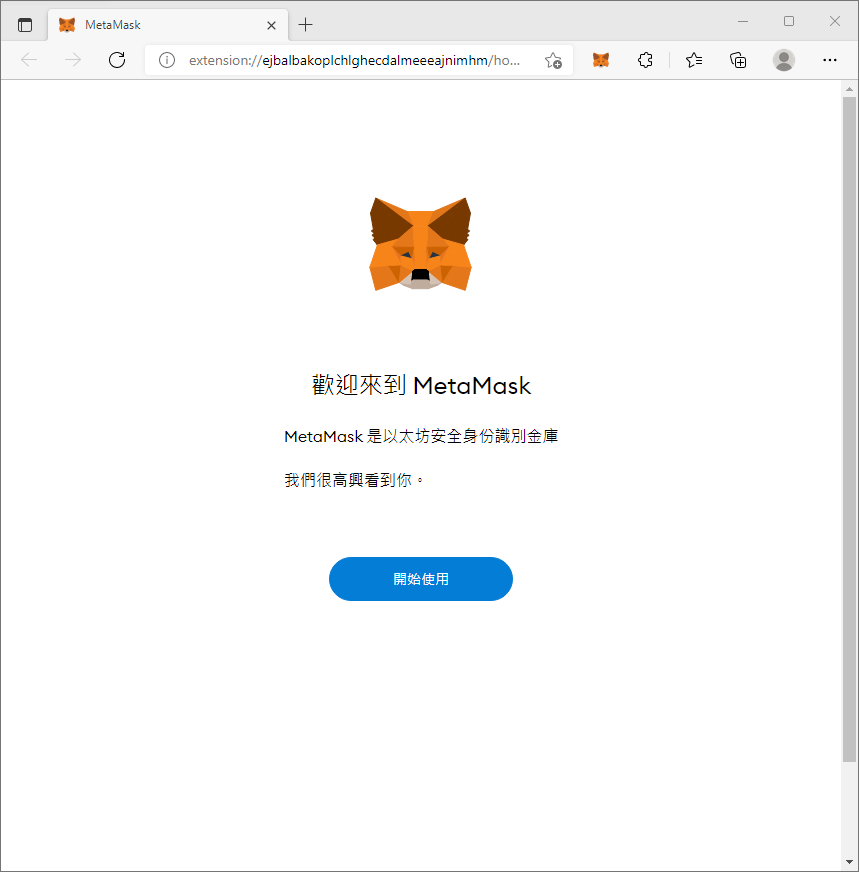 MetaMask
extension://ejbalbakoplchlghecdalmeeeajnimhm/ho...
歡迎來到 MetaMask
MetaMask 是以太坊安全身份識別金庫
我們很高興看到你。
開始使用